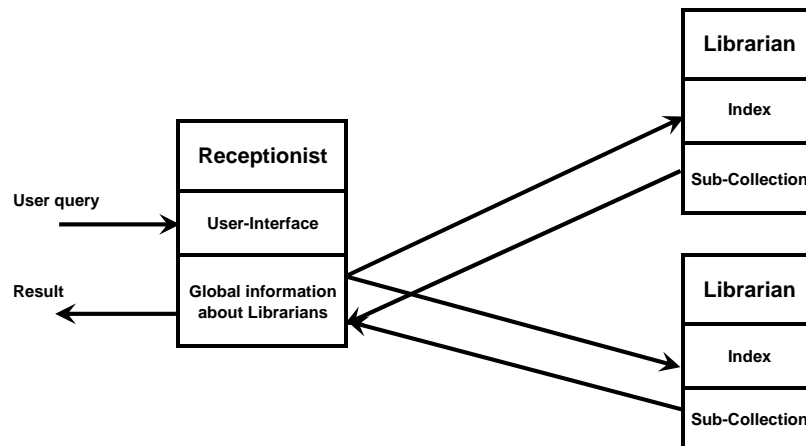 User query
Result
Receptionist
User-Interface
Global information
about Librarians
Librarian
Index
Sub-Collection
Librarian
Index
Sub-Collection